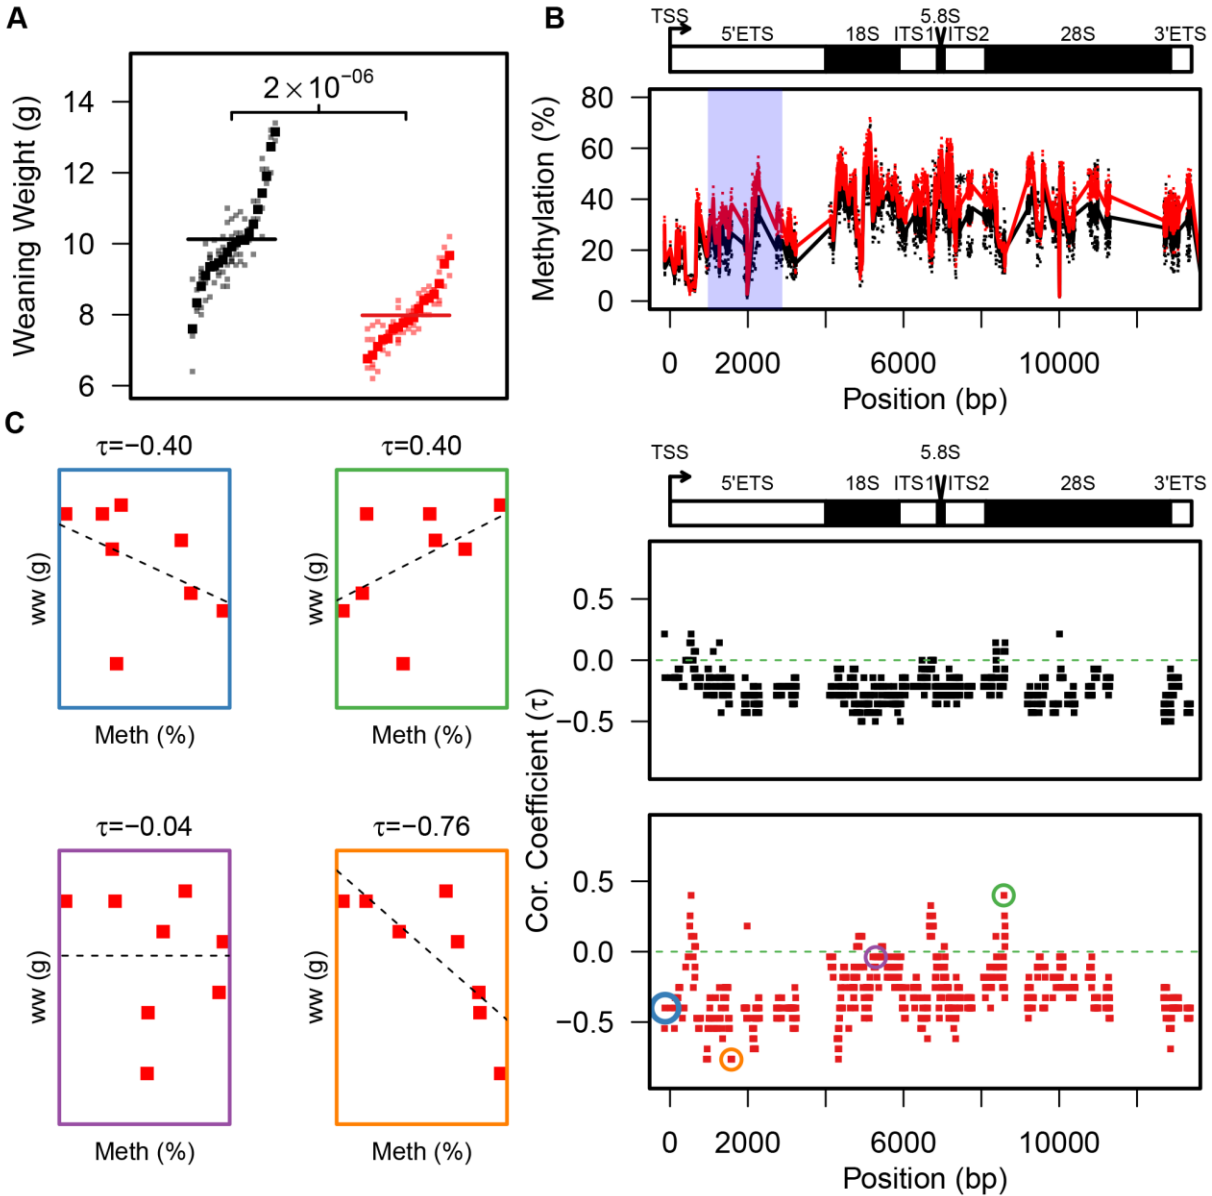 A
Weaning Weight (g)
14
12
10
8
6
2×10−06
B
TSS
5'ETS
18S
ITS1
5.8S
ITS2
28S
3'ETS
Methylation (%)
80
60
40
20
0
*
0
2000
6000
10000
Position (bp)
C
τ=−0.40
ww (g)
Meth (%)
τ=0.40
ww (g)
Meth (%)
τ=−0.04
ww (g)
Meth (%)
τ=−0.76
ww (g)
Meth (%)
TSS
5'ETS
18S
ITS1
5.8S
ITS2
28S
3'ETS
Cor. Coefficient (τ)
0.5
0.0
−0.5
0.5
0.0
−0.5
0
2000
6000
10000
Position (bp)